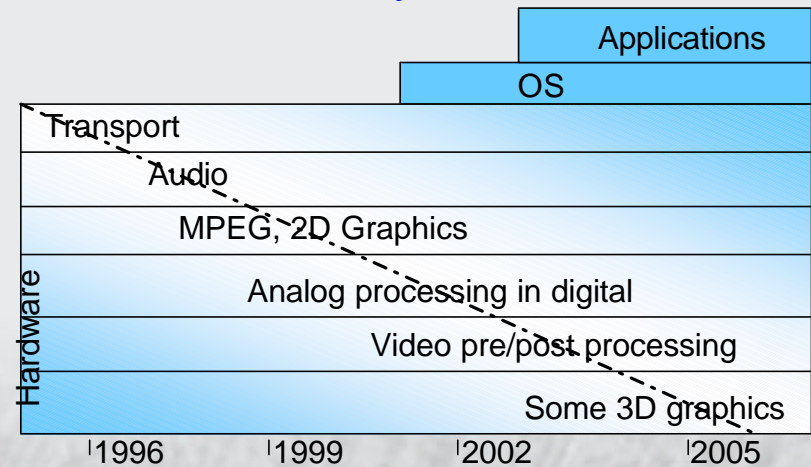 Applications
OS
Transport
Audio
MPEG, 2D Graphics
Analog processing in digital
Video pre/post processing
Some 3D graphics
Hardware
1996
1999
2002
2005